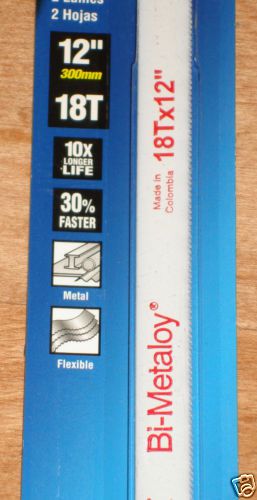 2 Hojas
12"
300mm
18T
10X
LONGER
LIFE
30%
FASTER
Metal
Flexible
Bi-Metaloy®
Made in
Colombia
18Tx12"